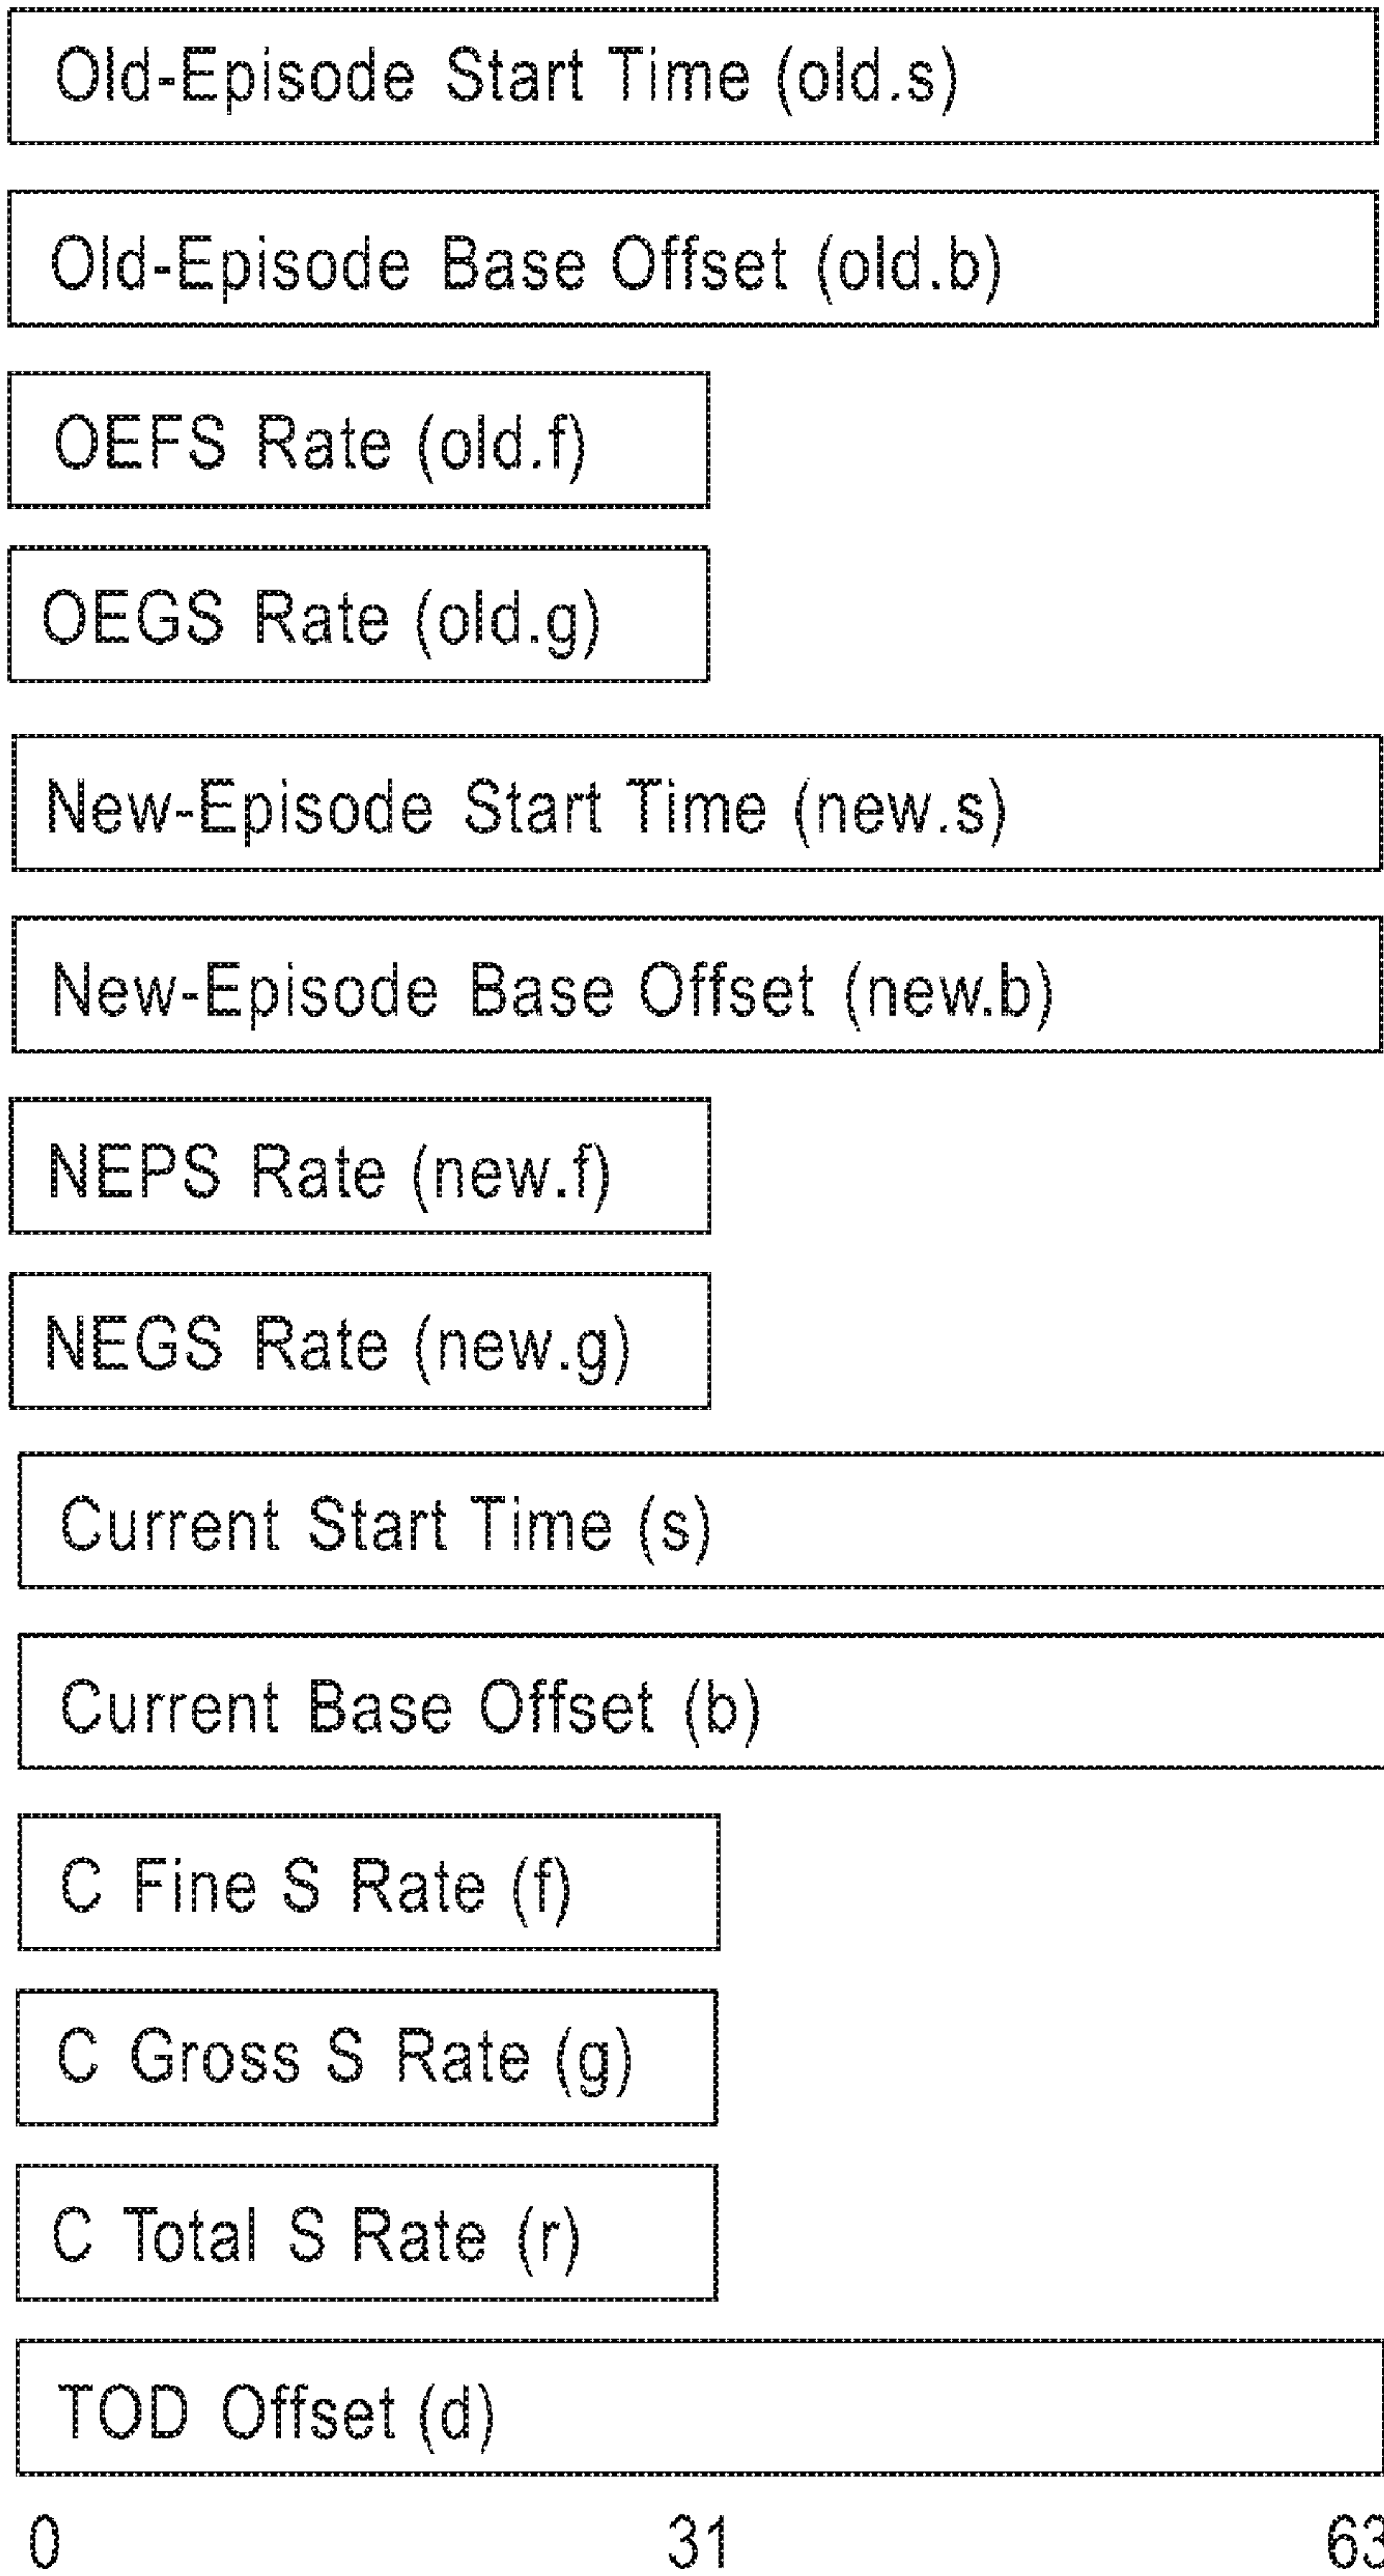 Old-Episode Start Time (old.s)
Old-Episode Base Offset (old.b)
OEFS Rate (old.f)
OEGS Rate (old.g)
New-Episode Start Time (new.s)
New-Episode Base Offset (new.b)
NEPS Rate (new.f)
NEGS Rate (new.g)
Current Start Time (s)
Current Base Offset (b)
C Fine S Rate (f)
C Gross S Rate (g)
C Total S Rate (r)
TOD Offset (d)
0 31 63